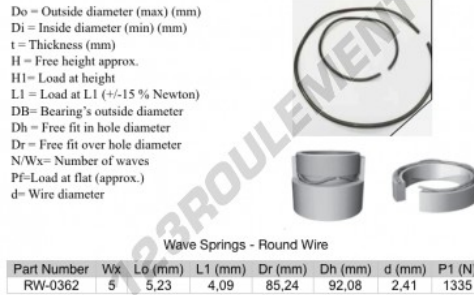 Do = Outside diameter (max) (mm)
Di = Inside diameter (min) (mm)
t = Thickness (mm)
H = Free height approx.
H1= Load at height
L1 = Load at L1 (+/-15 % Newton)
DB= Bearing's outside diameter
Dh = Free fit in hole diameter
Dr = Free fit over hole diameter
N/Wx= Number of waves
Pf=Load at flat (approx.)
d= Wire diameter
123ROULEMENT
Wave Springs - Round Wire
Part Number Wx Lo (mm) L1 (mm) Dr (mm) Dh (mm) d (mm) P1 (N)
RW-0362 5 5,23 4,09 85,24 92,08 2,41 1335